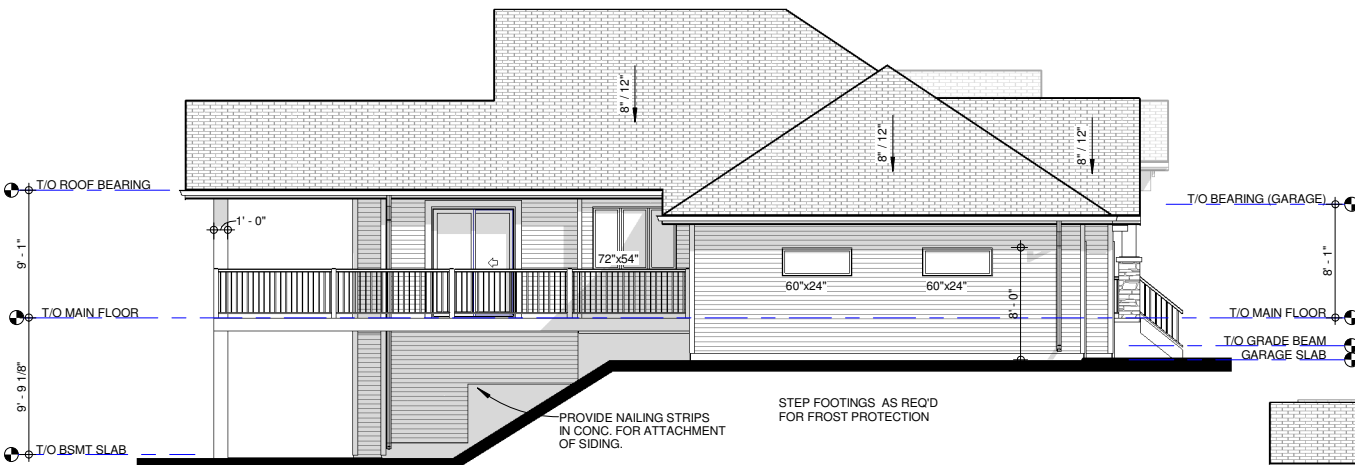 8" / 12"
8" / 12"
8" / 12"
T/O ROOF BEARING
T/O BEARING (GARAGE)
1' - 0"
9' - 1"
72"x54"
60"x24"
60"x24"
8' - 0"
8' - 1"
T/O MAIN FLOOR
T/O MAIN FLOOR
T/O GRADE BEAM
GARAGE SLAB
9' - 9 1/8"
PROVIDE NAILING STRIPS
IN CONC. FOR ATTACHMENT
OF SIDING.
STEP FOOTINGS AS REQ'D
FOR FROST PROTECTION
T/O BSMT SLAB